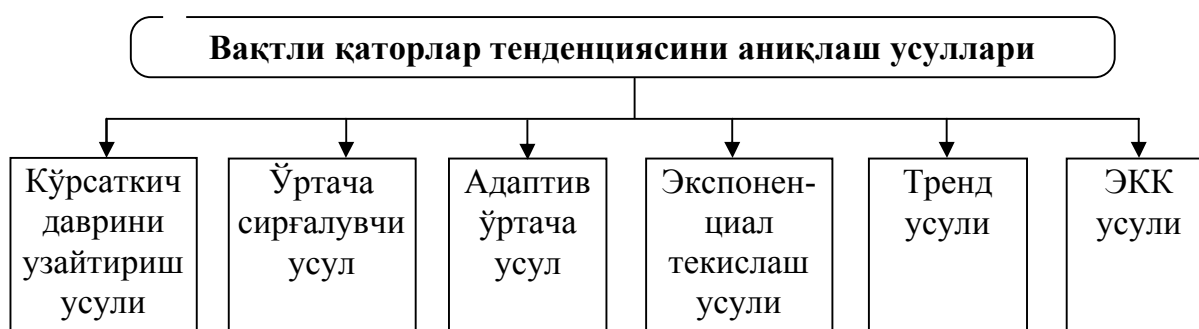 Вақтли қаторлар тенденциясини аниқлаш усуллари
Кўрсаткич
даврини
узайтириш
усули
Ўртача
сирғалувчи
усул
Адаптив
ўртача
усул
Экспонен-
циал
текислаш
усули
Тренд
усули
ЭКК
усули